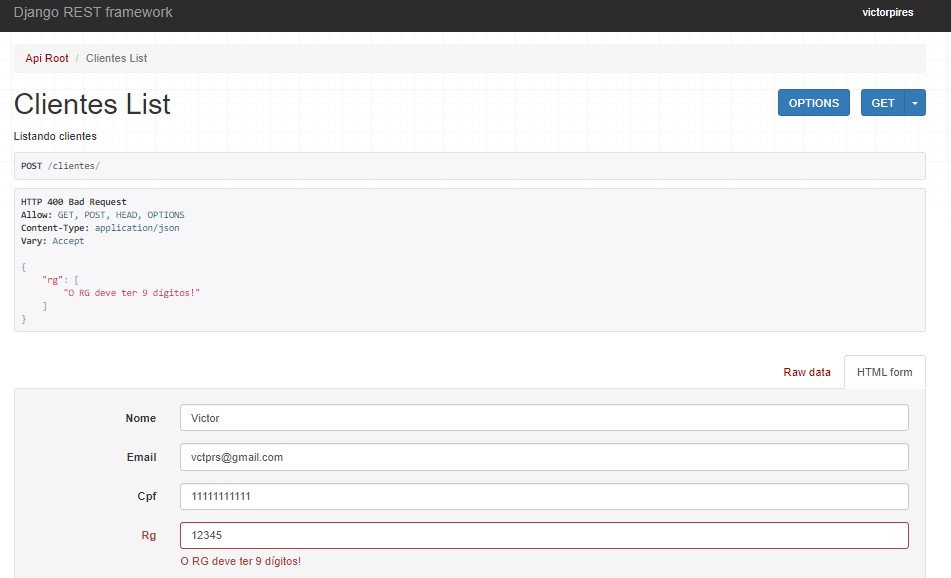 Django REST framework victorpires
Api Root / Clientes List
Clientes List OPTIONS GET
Listando clientes
POST /clientes/
HTTP 400 Bad Request
Allow: GET, POST, HEAD, OPTIONS
Content-Type: application/json
Vary: Accept
{
"rg": [
"O RG deve ter 9 dígitos!"
]
}
Raw data HTML form
Nome Victor
Email vctprs@gmail.com
Cpf 11111111111
Rg 12345
O RG deve ter 9 dígitos!